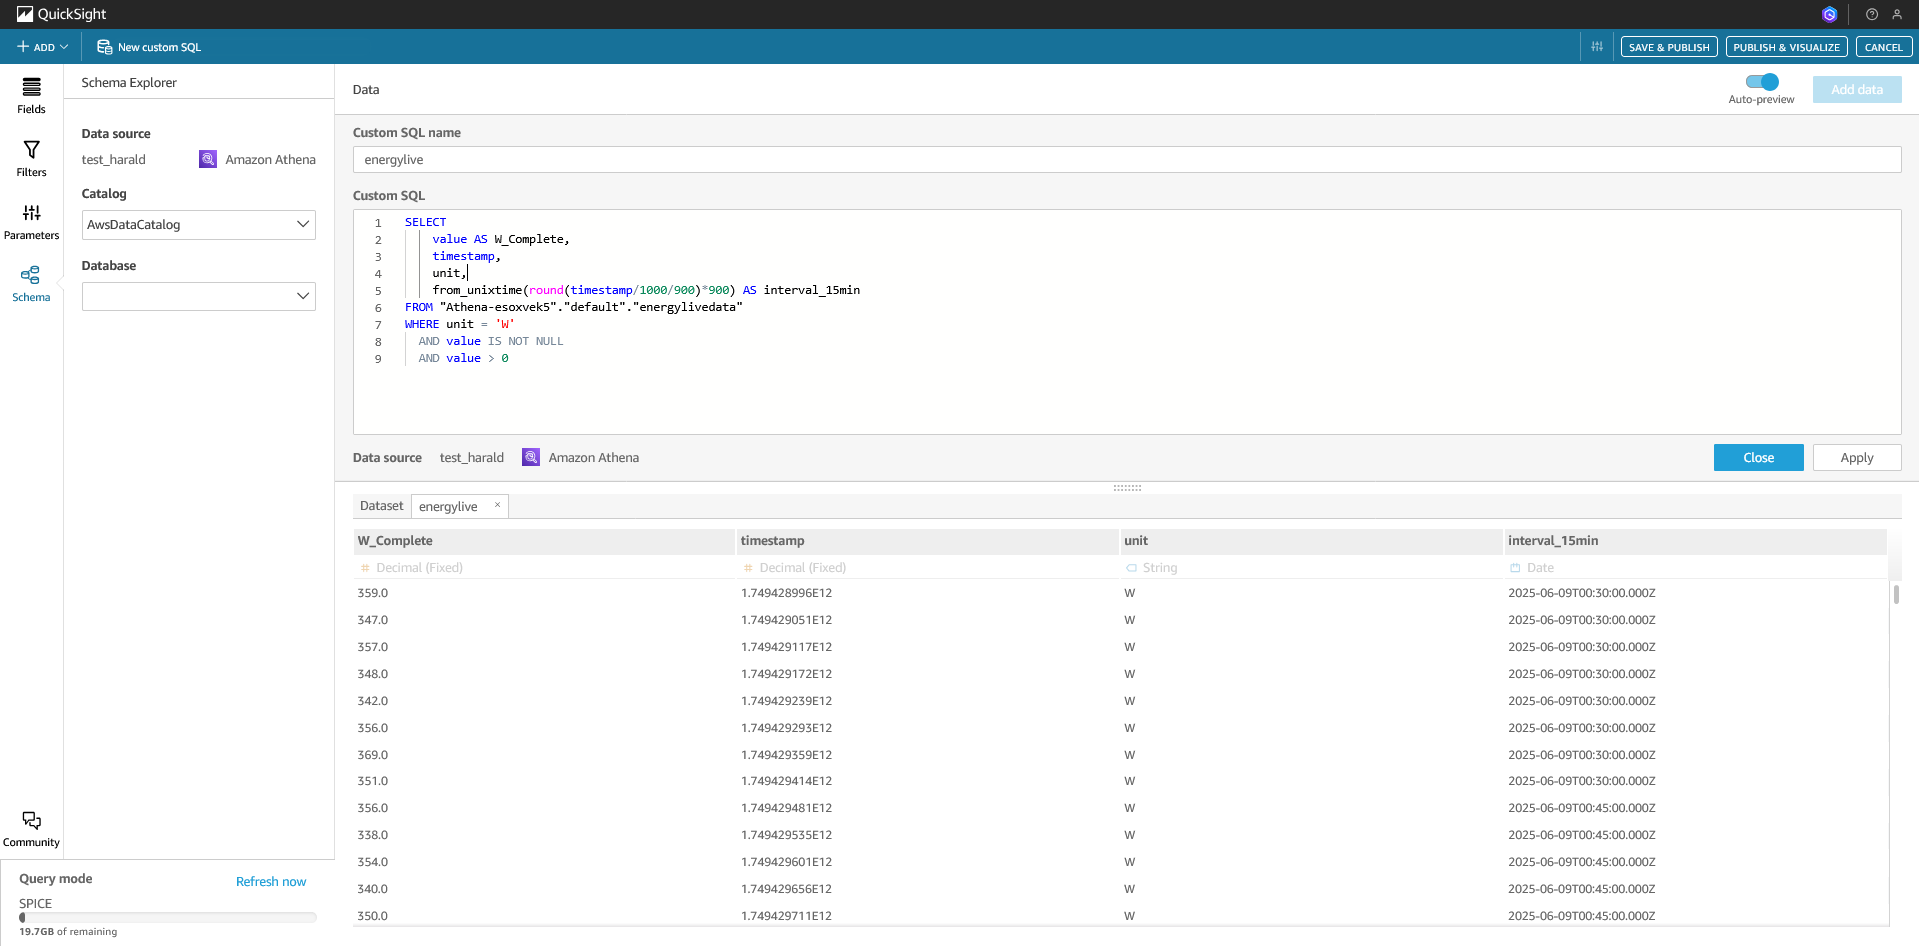 QuickSight
ADD
New custom SQL
SAVE & PUBLISH
PUBLISH & VISUALIZE
CANCEL
Fields
Filters
Parameters
Schema
Community
Schema Explorer
Data source
test_harald
Amazon Athena
Catalog
AwsDataCatalog
Database
Query mode
Refresh now
SPICE
19.7GB of remaining
Data
Auto-preview
Add data
Custom SQL name
energylive
Custom SQL
1 SELECT
2 value AS W_Complete,
3 timestamp,
4 unit,
5 from_unixtime(round(timestamp/1000/900)*900) AS interval_15min
6 FROM "Athena-esoxvek5"."default"."energylivedata"
7 WHERE unit = 'W'
8 AND value IS NOT NULL
9 AND value > 0
Data source test_harald Amazon Athena
Close
Apply
Dataset energylive ×
W_Complete timestamp unit interval_15min
# Decimal (Fixed) # Decimal (Fixed) String Date
359.0 1.749428996E12 W 2025-06-09T00:30:00.000Z
347.0 1.749429051E12 W 2025-06-09T00:30:00.000Z
357.0 1.749429117E12 W 2025-06-09T00:30:00.000Z
348.0 1.749429172E12 W 2025-06-09T00:30:00.000Z
342.0 1.749429239E12 W 2025-06-09T00:30:00.000Z
356.0 1.749429293E12 W 2025-06-09T00:30:00.000Z
369.0 1.749429359E12 W 2025-06-09T00:30:00.000Z
351.0 1.749429414E12 W 2025-06-09T00:30:00.000Z
356.0 1.749429481E12 W 2025-06-09T00:45:00.000Z
338.0 1.749429535E12 W 2025-06-09T00:45:00.000Z
354.0 1.749429601E12 W 2025-06-09T00:45:00.000Z
340.0 1.749429656E12 W 2025-06-09T00:45:00.000Z
350.0 1.749429711E12 W 2025-06-09T00:45:00.000Z